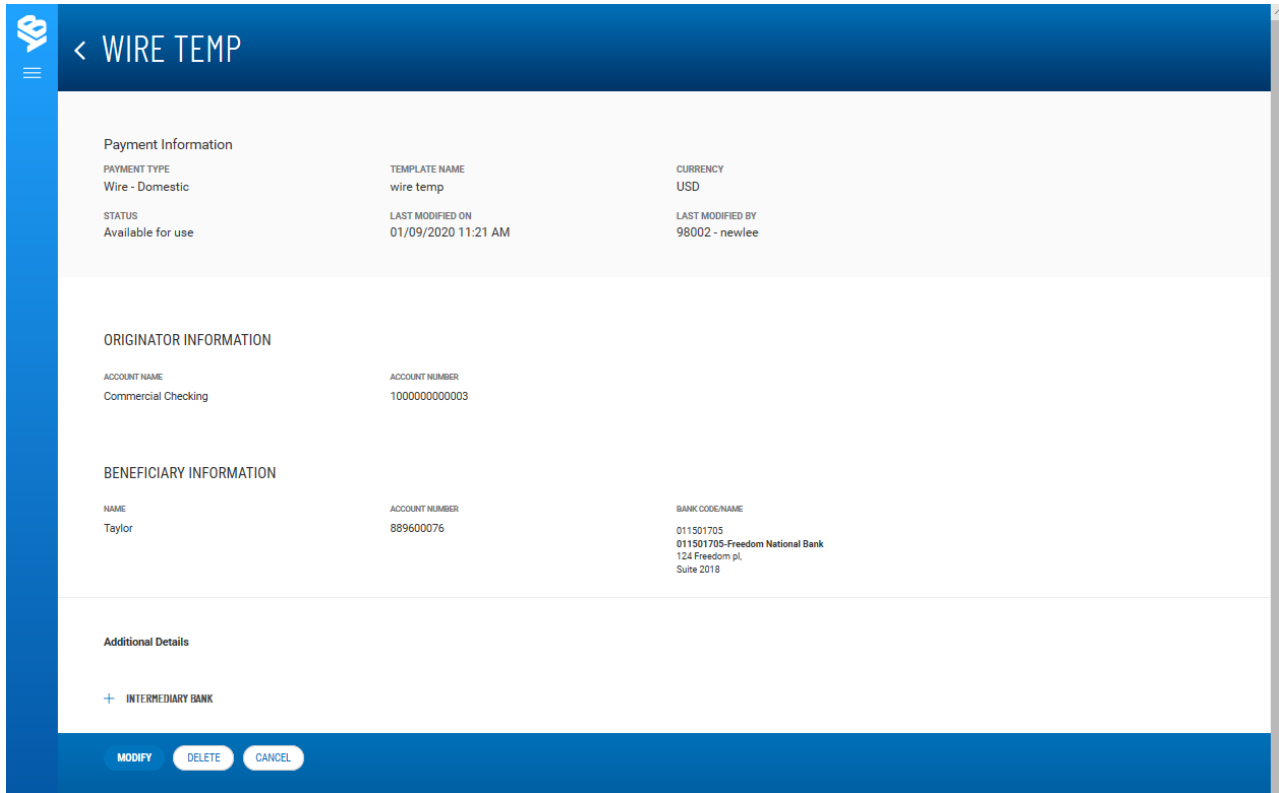 WIRE TEMP
Payment Information
PAYMENT TYPE TEMPLATE NAME CURRENCY
Wire - Domestic wire temp USD
STATUS LAST MODIFIED ON LAST MODIFIED BY
Available for use 01/09/2020 11:21 AM 98002 - newlee
ORIGINATOR INFORMATION
ACCOUNT NAME ACCOUNT NUMBER
Commercial Checking 1000000000003
BENEFICIARY INFORMATION
NAME ACCOUNT NUMBER BANK CODE/NAME
Taylor 889600076 011501705
011501705-Freedom National Bank
124 Freedom pl,
Suite 2018
Additional Details
+ INTERMEDIARY BANK
MODIFY DELETE CANCEL